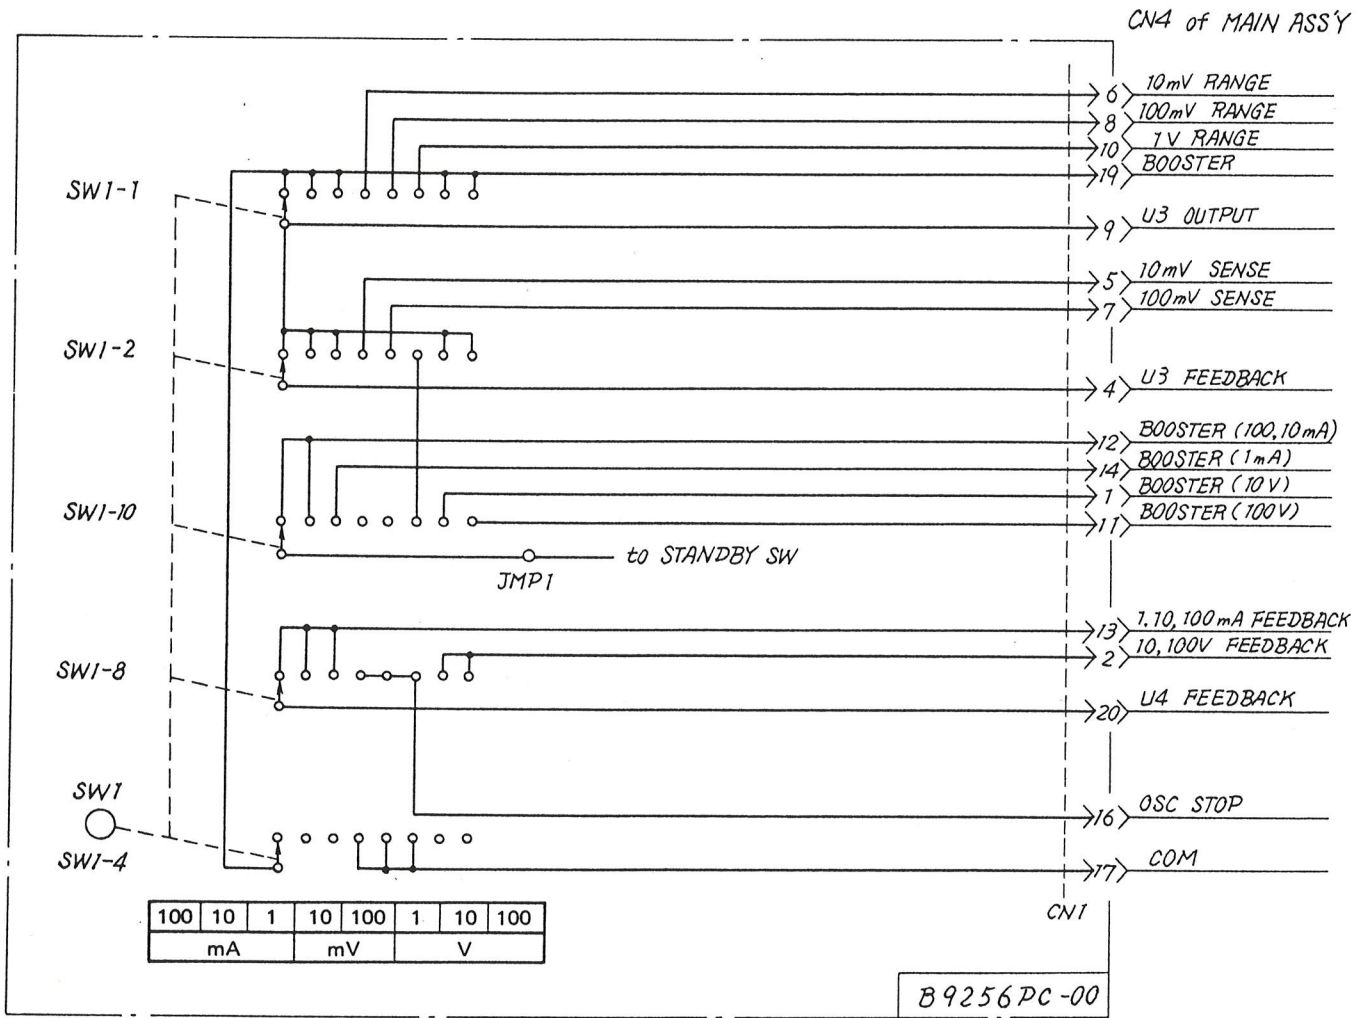 CN4 of MAIN ASS'Y
6 10mV RANGE
8 100mV RANGE
10 1V RANGE
19 BOOSTER
SW1-1
9 U3 OUTPUT
5 10mV SENSE
7 100mV SENSE
SW1-2
4 U3 FEEDBACK
12 BOOSTER (100,10mA)
14 BOOSTER (1mA)
1 BOOSTER (10V)
SW1-10
11 BOOSTER (100V)
to STANDBY SW
JMP1
13 1.10,100mA FEEDBACK
2 10,100V FEEDBACK
SW1-8
20 U4 FEEDBACK
SW1
16 OSC STOP
SW1-4
17 COM
CN1
100 10 1 10 100 1 10 100
mA mV V
B9256PC-00